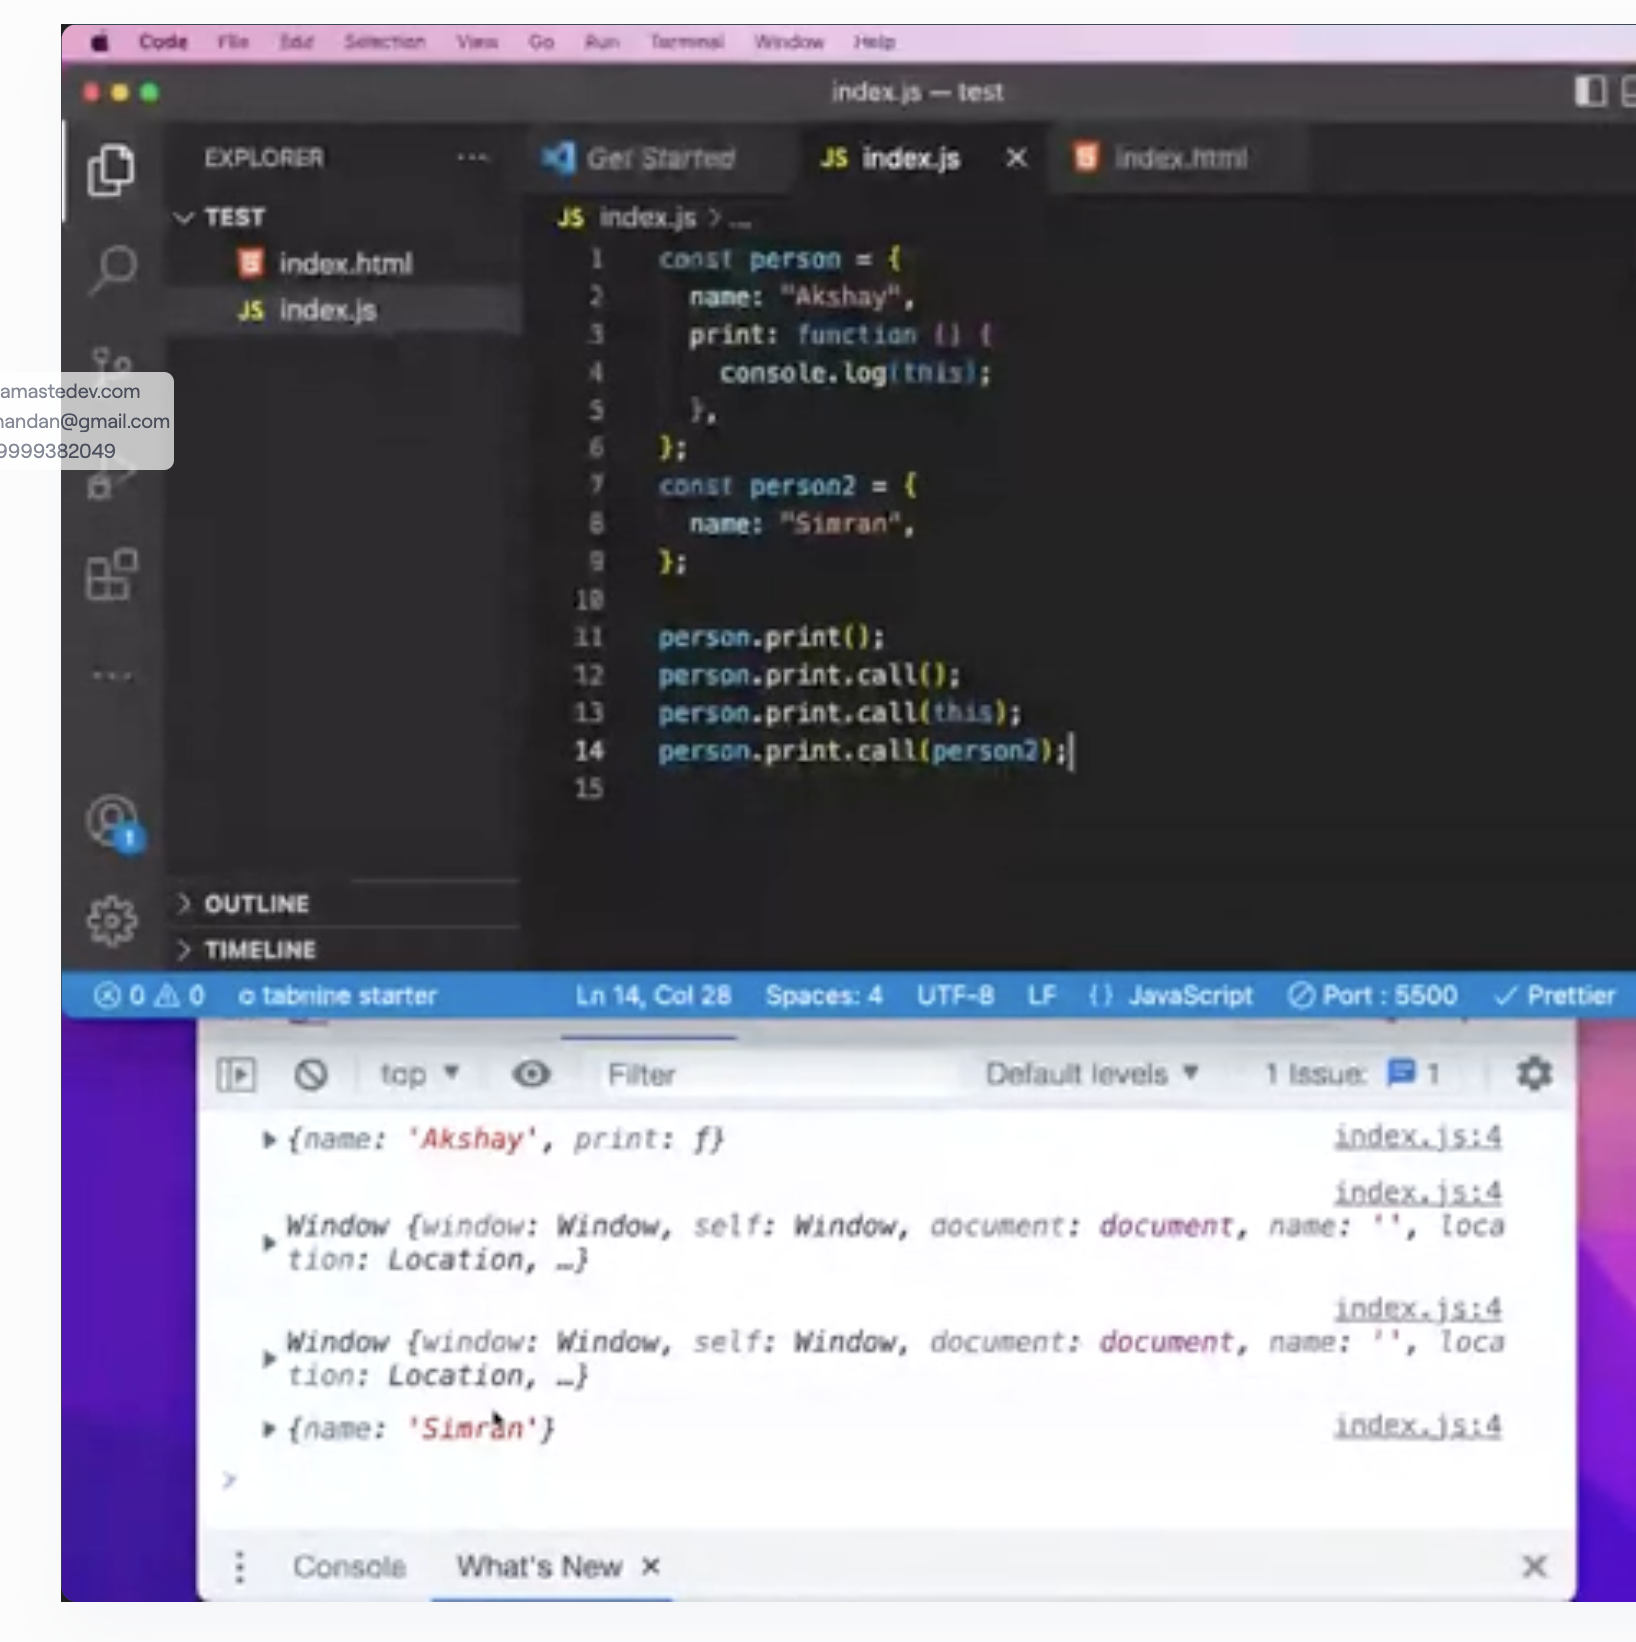 Code File Edit Selection View Go Run Terminal Window Help
index.js — test
EXPLORER ...
Get Started JS index.js × index.html
TEST
JS index.js > ...
index.html
JS index.js
amastedev.com
nandan@gmail.com
9999382049
1 const person = {
2 name: "Akshay",
3 print: function () {
4 console.log(this);
5 },
6 };
7 const person2 = {
8 name: "Simran",
9 };
10
11 person.print();
12 person.print.call();
13 person.print.call(this);
14 person.print.call(person2);
15
1
> OUTLINE
> TIMELINE
0 0 tabnine starter Ln 14, Col 28 Spaces: 4 UTF-8 LF {} JavaScript Port : 5500 ✓ Prettier
top ▼ Filter Default levels ▼ 1 Issue: 1
▶ {name: 'Akshay', print: ƒ} index.js:4
index.js:4
▶ Window {window: Window, self: Window, document: document, name: '', loca
tion: Location, …}
index.js:4
▶ Window {window: Window, self: Window, document: document, name: '', loca
tion: Location, …}
▶ {name: 'Simran'} index.js:4
>
Console What's New ×